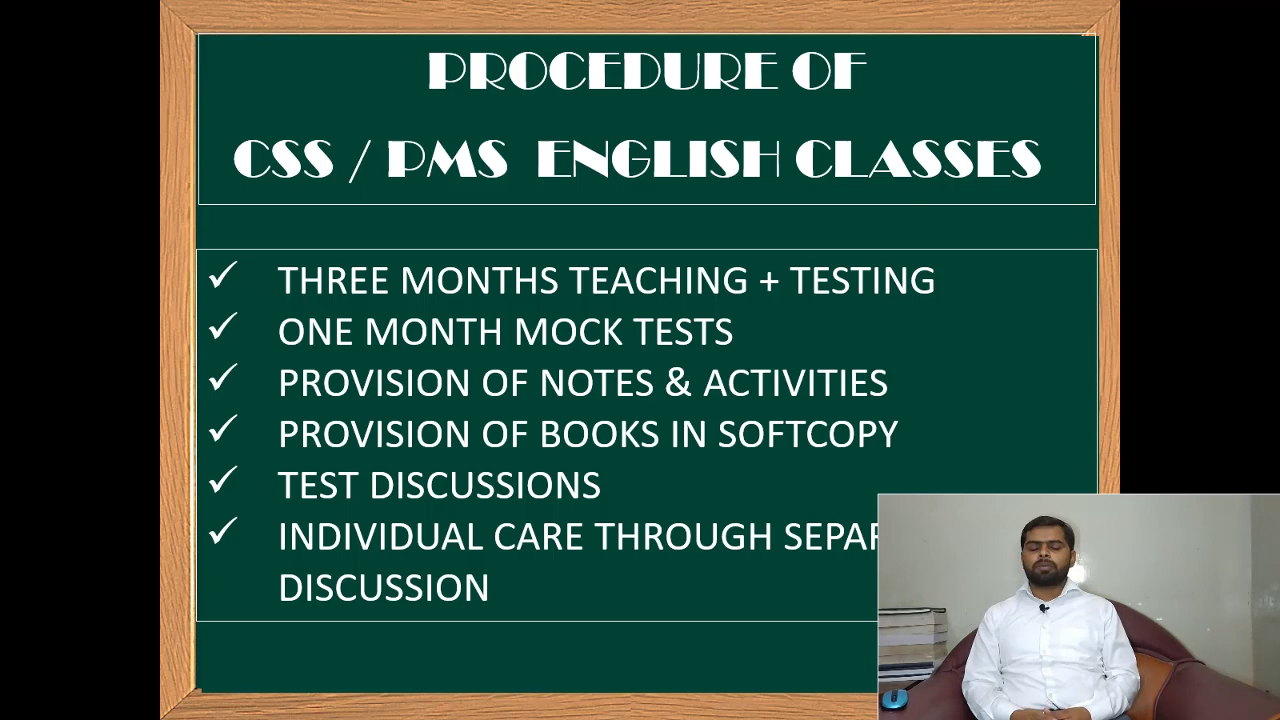 PROCEDURE OF
CSS / PMS ENGLISH CLASSES
✓ THREE MONTHS TEACHING + TESTING
✓ ONE MONTH MOCK TESTS
✓ PROVISION OF NOTES & ACTIVITIES
✓ PROVISION OF BOOKS IN SOFTCOPY
✓ TEST DISCUSSIONS
✓ INDIVIDUAL CARE THROUGH
DISCUSSION